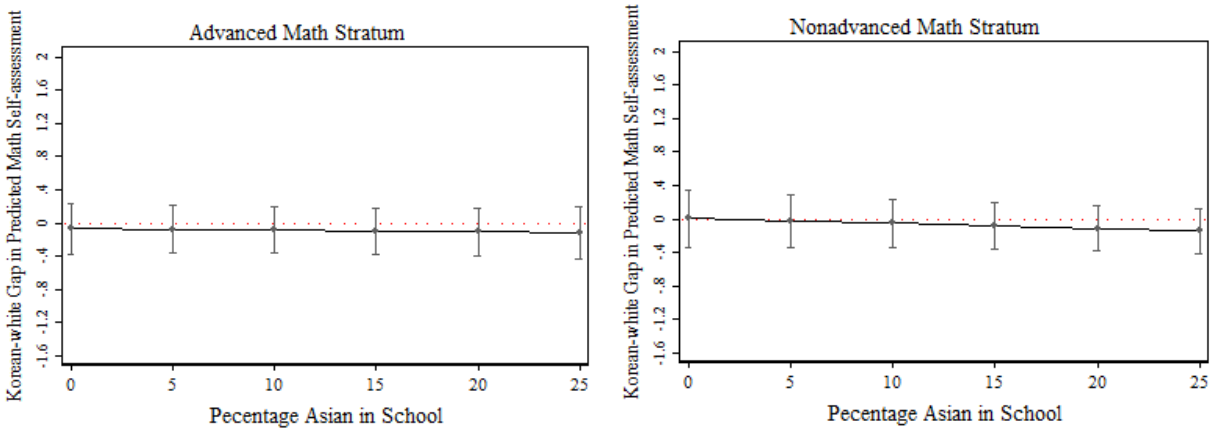 Advanced Math Stratum
Korean-white Gap in Predicted Math Self-assessment
2
1.6
1.2
.8
.4
0
-.4
-.8
-1.2
-1.6
0 5 10 15 20 25
Pecentage Asian in School
Nonadvanced Math Stratum
Korean-white Gap in Predicted Math Self-assessment
2
1.6
1.2
.8
.4
0
-.4
-.8
-1.2
-1.6
0 5 10 15 20 25
Pecentage Asian in School